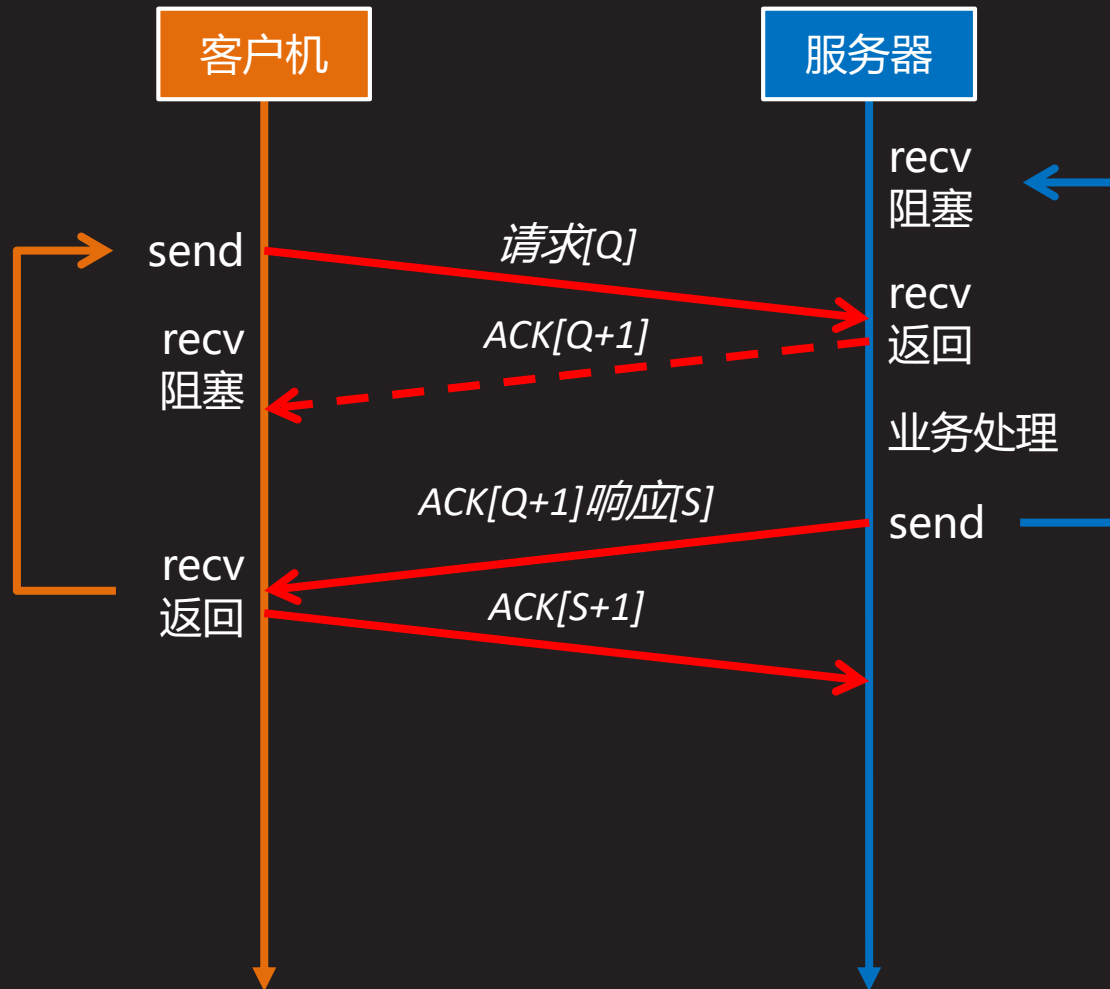 客户机
服务器
recv
阻塞
send
请求[Q]
recv
返回
ACK[Q+1]
recv
阻塞
业务处理
ACK[Q+1]响应[S]
send
recv
返回
ACK[S+1]